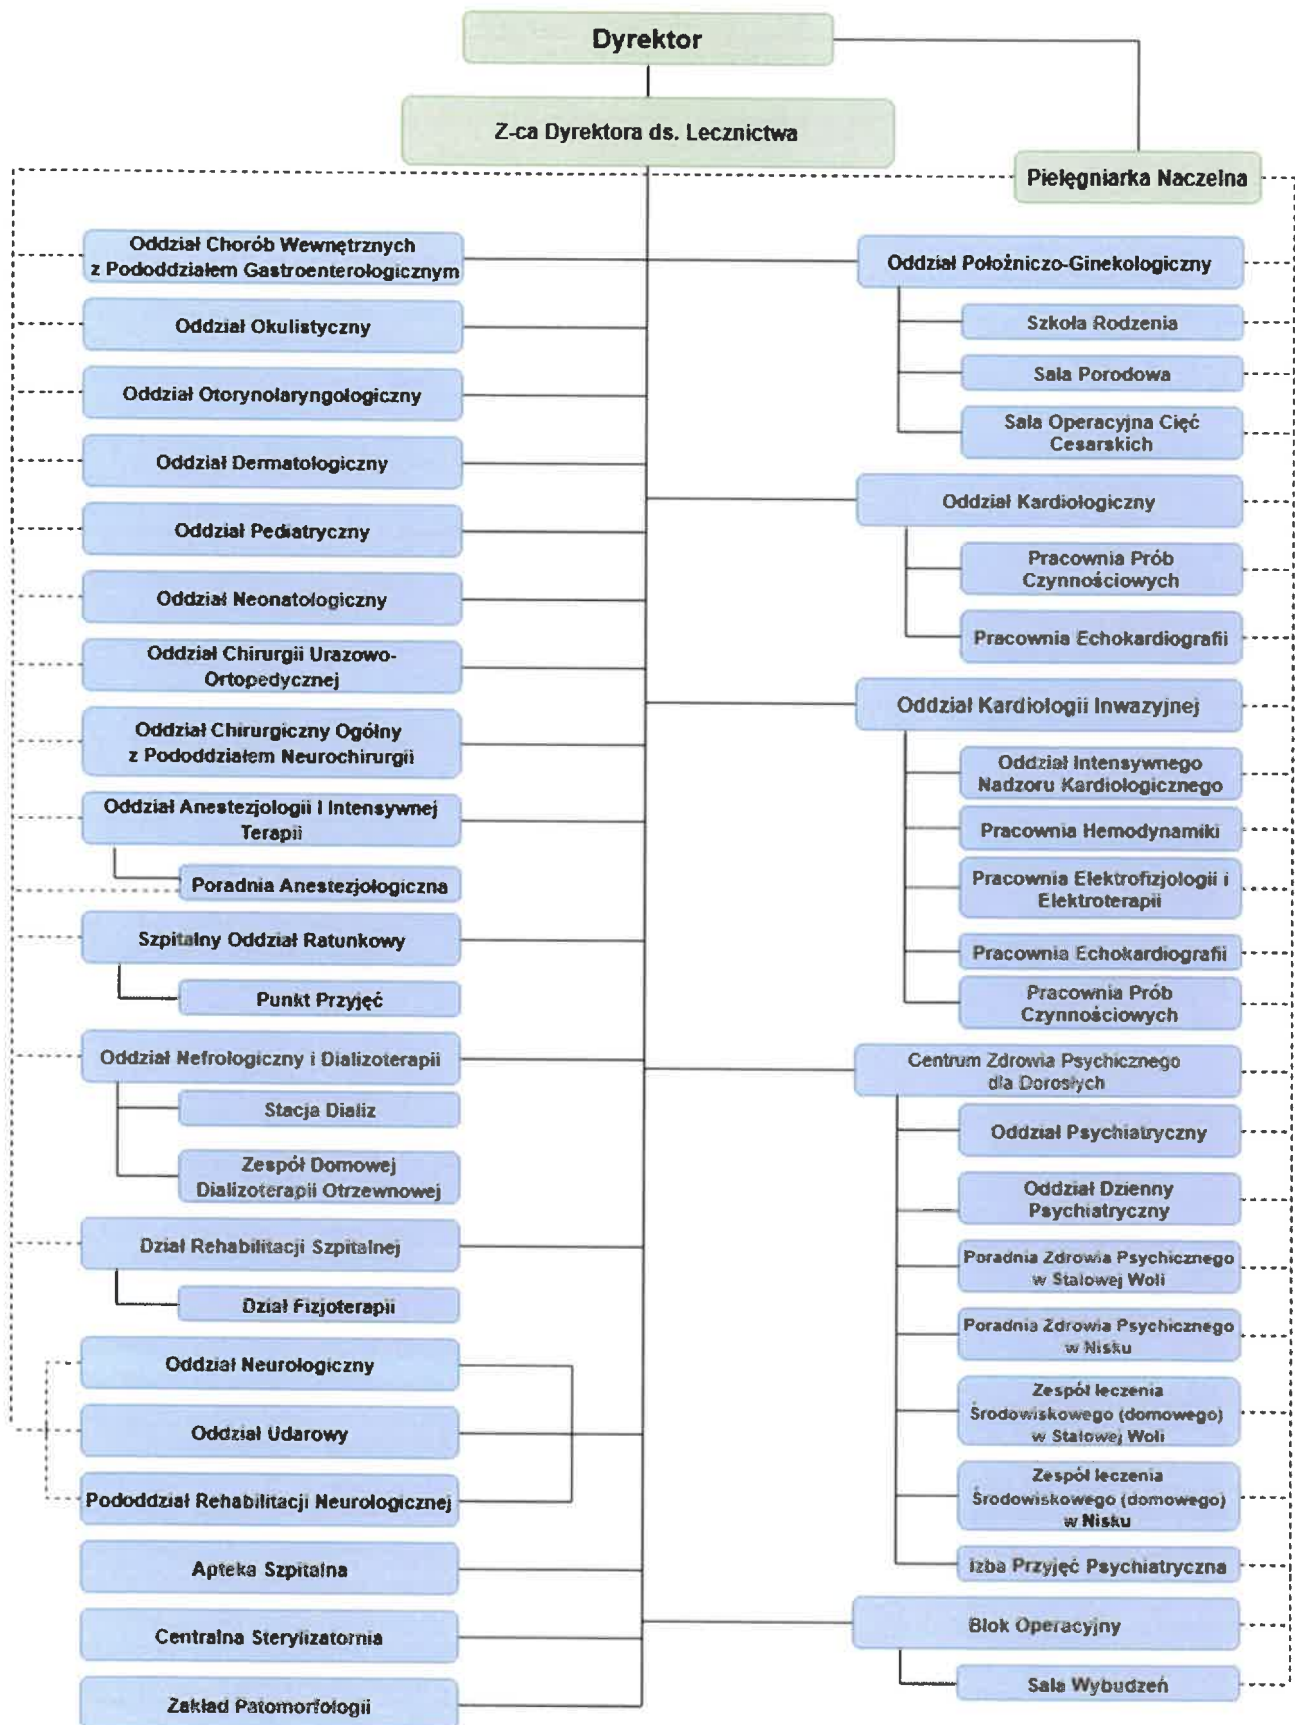 Dyrektor
Z-ca Dyrektora ds. Lecznictwa
Pielęgniarka Naczelna
Oddział Chorób Wewnętrznych
z Pododdziałem Gastroenterologicznym
Oddział Okulistyczny
Oddział Otorynolaryngologiczny
Oddział Dermatologiczny
Oddział Pediatryczny
Oddział Neonatologiczny
Oddział Chirurgii Urazowo-
Ortopedycznej
Oddział Chirurgiczny Ogólny
z Pododdziałem Neurochirurgii
Oddział Anestezjologii I Intensywnej
Terapii
Poradnia Anestezjologiczna
Szpitalny Oddział Ratunkowy
Punkt Przyjęć
Oddział Nefrologiczny i Dializoterapii
Stacja Dializ
Zespół Domowej
Dializoterapii Otrzewnowej
Dział Rehabilitacji Szpitalnej
Dział Fizjoterapii
Oddział Neurologiczny
Oddział Udarowy
Pododdział Rehabilitacji Neurologicznej
Apteka Szpitalna
Centralna Sterylizatornia
Zakład Patomorfologii
Oddział Położniczo-Ginekologiczny
Szkoła Rodzenia
Sala Porodowa
Sala Operacyjna Cięć
Cesarskich
Oddział Kardiologiczny
Pracownia Prób
Czynnościowych
Pracownia Echokardiografii
Oddział Kardiologii Inwazyjnej
Oddział Intensywnego
Nadzoru Kardiologicznego
Pracownia Hemodynamiki
Pracownia Elektrofizjologii i
Elektroterapii
Pracownia Echokardiografii
Pracownia Prób
Czynnościowych
Centrum Zdrowia Psychicznego
dla Dorosłych
Oddział Psychiatryczny
Oddział Dzienny
Psychiatryczny
Poradnia Zdrowia Psychicznego
w Stalowej Woli
Poradnia Zdrowia Psychicznego
w Nisku
Zespół leczenia
Środowiskowego (domowego)
w Stalowej Woli
Zespół leczenia
Środowiskowego (domowego)
w Nisku
Izba Przyjęć Psychiatryczna
Blok Operacyjny
Sala Wybudzeń